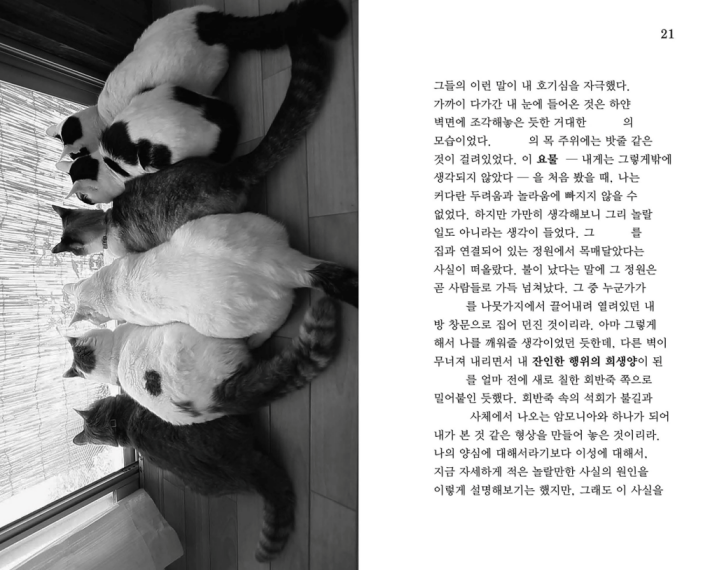 21
그들의 이런 말이 내 호기심을 자극했다.
가까이 다가간 내 눈에 들어온 것은 하얀
벽면에 조각해놓은 듯한 거대한 의
모습이었다. 의 목 주위에는 밧줄 같은
것이 걸려있었다. 이 요물 ― 내게는 그렇게밖에
생각되지 않았다 ― 을 처음 봤을 때, 나는
커다란 두려움과 놀라움에 빠지지 않을 수
없었다. 하지만 가만히 생각해보니 그리 놀랄
일도 아니라는 생각이 들었다. 그 를
집과 연결되어 있는 정원에서 목매달았다는
사실이 떠올랐다. 불이 났다는 말에 그 정원은
곧 사람들로 가득 넘쳐났다. 그 중 누군가가
를 나뭇가지에서 끌어내려 열려있던 내
방 창문으로 집어 던진 것이리라. 아마 그렇게
해서 나를 깨워줄 생각이었던 듯한데, 다른 벽이
무너져 내리면서 내 잔인한 행위의 희생양이 된
를 얼마 전에 새로 칠한 회반죽 쪽으로
밀어붙인 듯했다. 회반죽 속의 석회가 불길과
사체에서 나오는 암모니아와 하나가 되어
내가 본 것 같은 형상을 만들어 놓은 것이리라.
나의 양심에 대해서라기보다 이성에 대해서,
지금 자세하게 적은 놀랄만한 사실의 원인을
이렇게 설명해보기는 했지만, 그래도 이 사실을